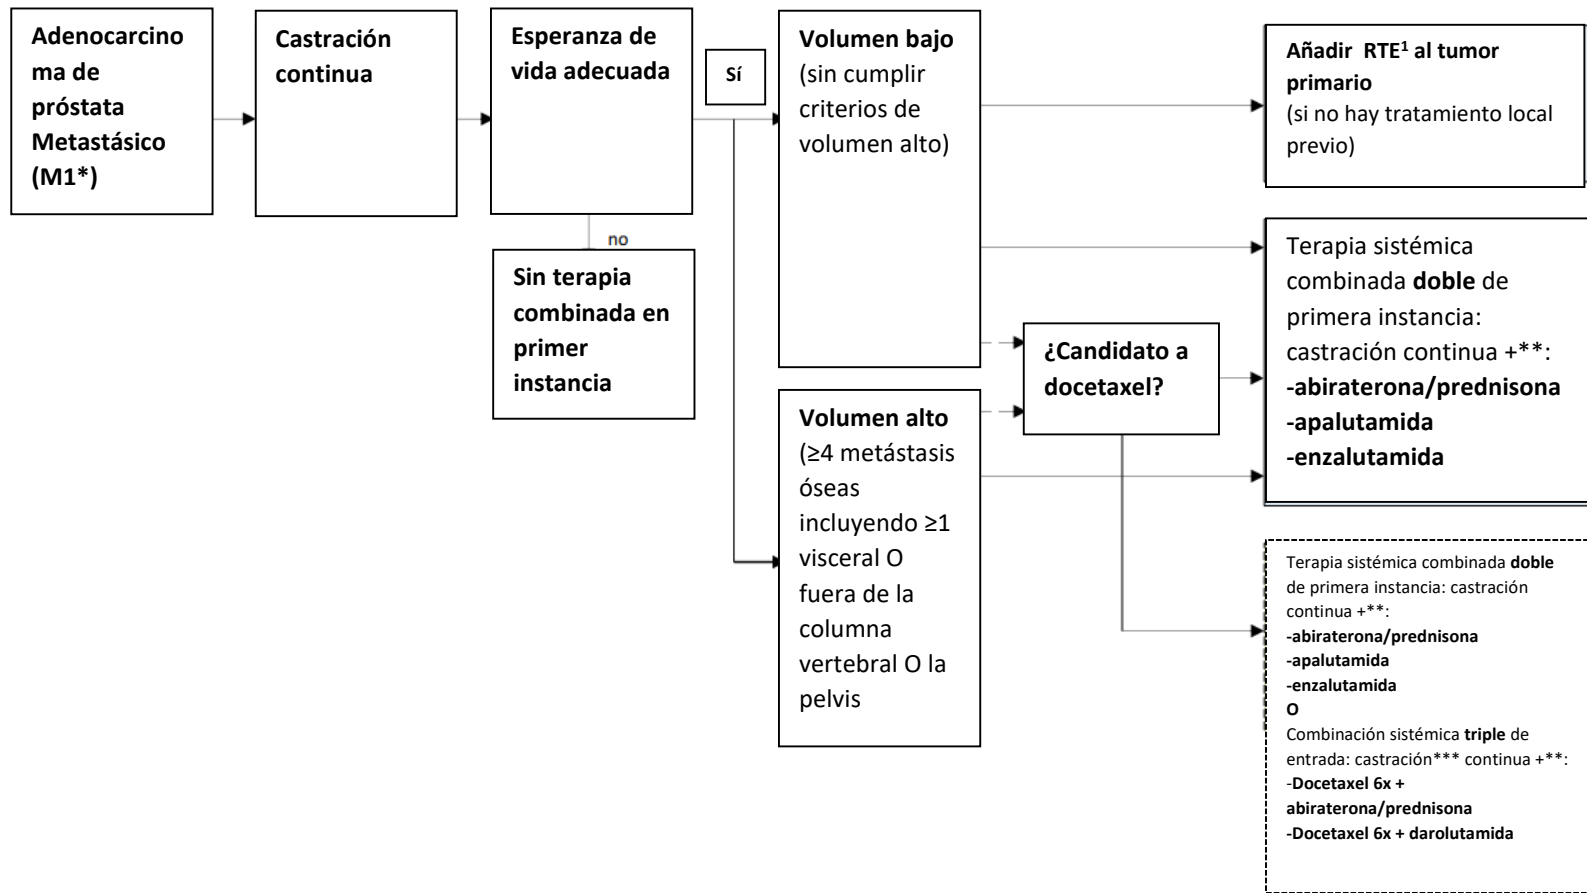 Adenocarcino
ma de
próstata
Metastásico
(M1*)
Castración
continua
Esperanza de
vida adecuada
Sí
no
Sin terapia
combinada en
primer
instancia
Volumen bajo
(sin cumplir
criterios de
volumen alto)
Volumen alto
(≥4 metástasis
óseas
incluyendo ≥1
visceral O
fuera de la
columna
vertebral O la
pelvis
¿Candidato a
docetaxel?
Añadir RTE¹ al tumor
primario
(si no hay tratamiento local
previo)
Terapia sistémica
combinada doble de
primera instancia:
castración continua +**:
-abiraterona/prednisona
-apalutamida
-enzalutamida
Terapia sistémica combinada doble
de primera instancia: castración
continua +**:
-abiraterona/prednisona
-apalutamida
-enzalutamida
O
Combinación sistémica triple de
entrada: castración*** continua +**:
-Docetaxel 6x +
abiraterona/prednisona
-Docetaxel 6x + darolutamida